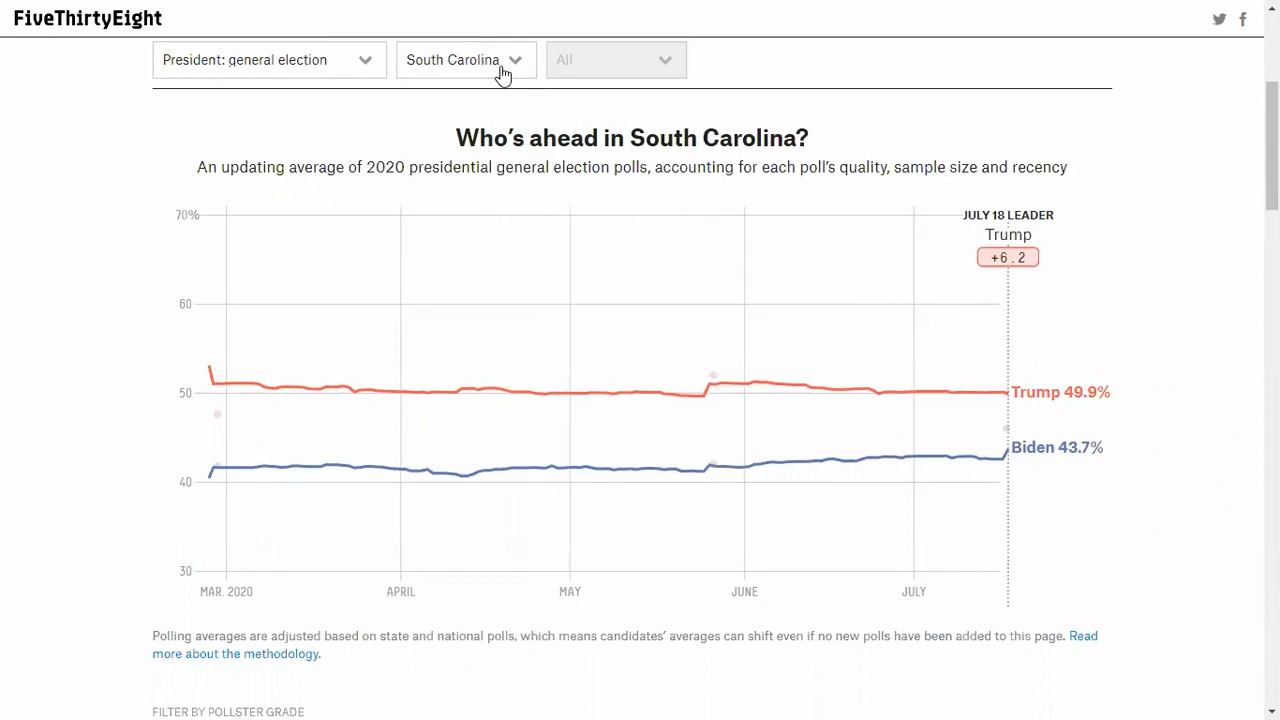 FiveThirtyEight
President: general election
South Carolina
All
Who's ahead in South Carolina?
An updating average of 2020 presidential general election polls, accounting for each poll's quality, sample size and recency
70%
JULY 18 LEADER
Trump
+6.2
60
50
Trump 49.9%
Biden 43.7%
40
30
MAR. 2020 APRIL MAY JUNE JULY
Polling averages are adjusted based on state and national polls, which means candidates' averages can shift even if no new polls have been added to this page. Read
more about the methodology.
FILTER BY POLLSTER GRADE